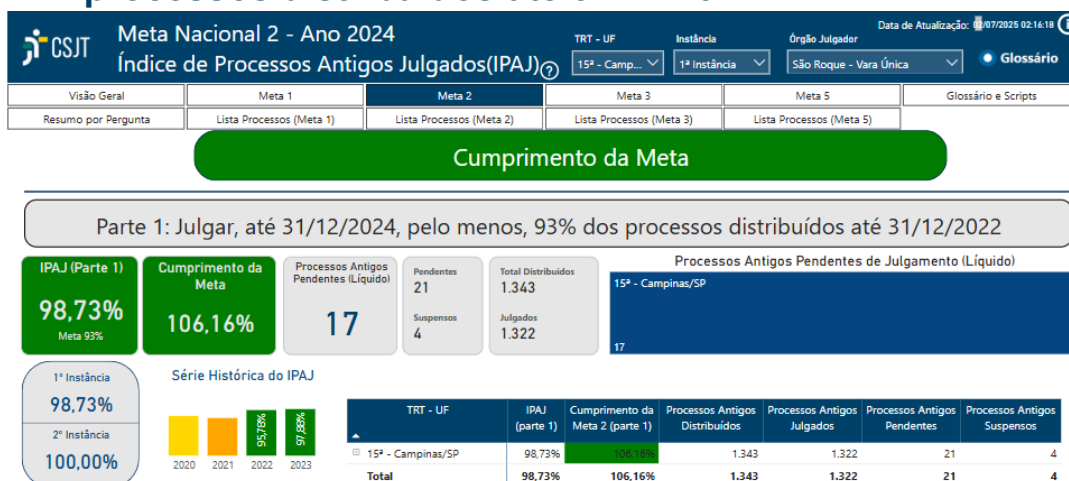 Data de Atualização: 02/07/2025 02:16:18
CSJT
Meta Nacional 2 - Ano 2024
Índice de Processos Antigos Julgados(IPAJ)
TRT - UF
15ª - Camp...
Instância
1ª Instância
Órgão Julgador
São Roque - Vara Única
Glossário
Visão Geral
Meta 1
Meta 2
Meta 3
Meta 5
Glossário e Scripts
Resumo por Pergunta
Lista Processos (Meta 1)
Lista Processos (Meta 2)
Lista Processos (Meta 3)
Lista Processos (Meta 5)
Cumprimento da Meta
Parte 1: Julgar, até 31/12/2024, pelo menos, 93% dos processos distribuídos até 31/12/2022
IPAJ (Parte 1)
98,73%
Meta 93%
Cumprimento da
Meta
106,16%
Processos Antigos
Pendentes (Líquido)
17
Pendentes
21
Suspensos
4
Total Distribuídos
1.343
Julgados
1.322
Processos Antigos Pendentes de Julgamento (Líquido)
15ª - Campinas/SP
17
1ª Instância
98,73%
2ª Instância
100,00%
Série Histórica do IPAJ
95,78%
97,88%
2020 2021 2022 2023
TRT - UF
IPAJ
(parte 1)
Cumprimento da
Meta 2 (parte 1)
Processos Antigos
Distribuídos
Processos Antigos
Julgados
Processos Antigos
Pendentes
Processos Antigos
Suspensos
15ª - Campinas/SP 98,73% 106,16% 1.343 1.322 21 4
Total 98,73% 106,16% 1.343 1.322 21 4